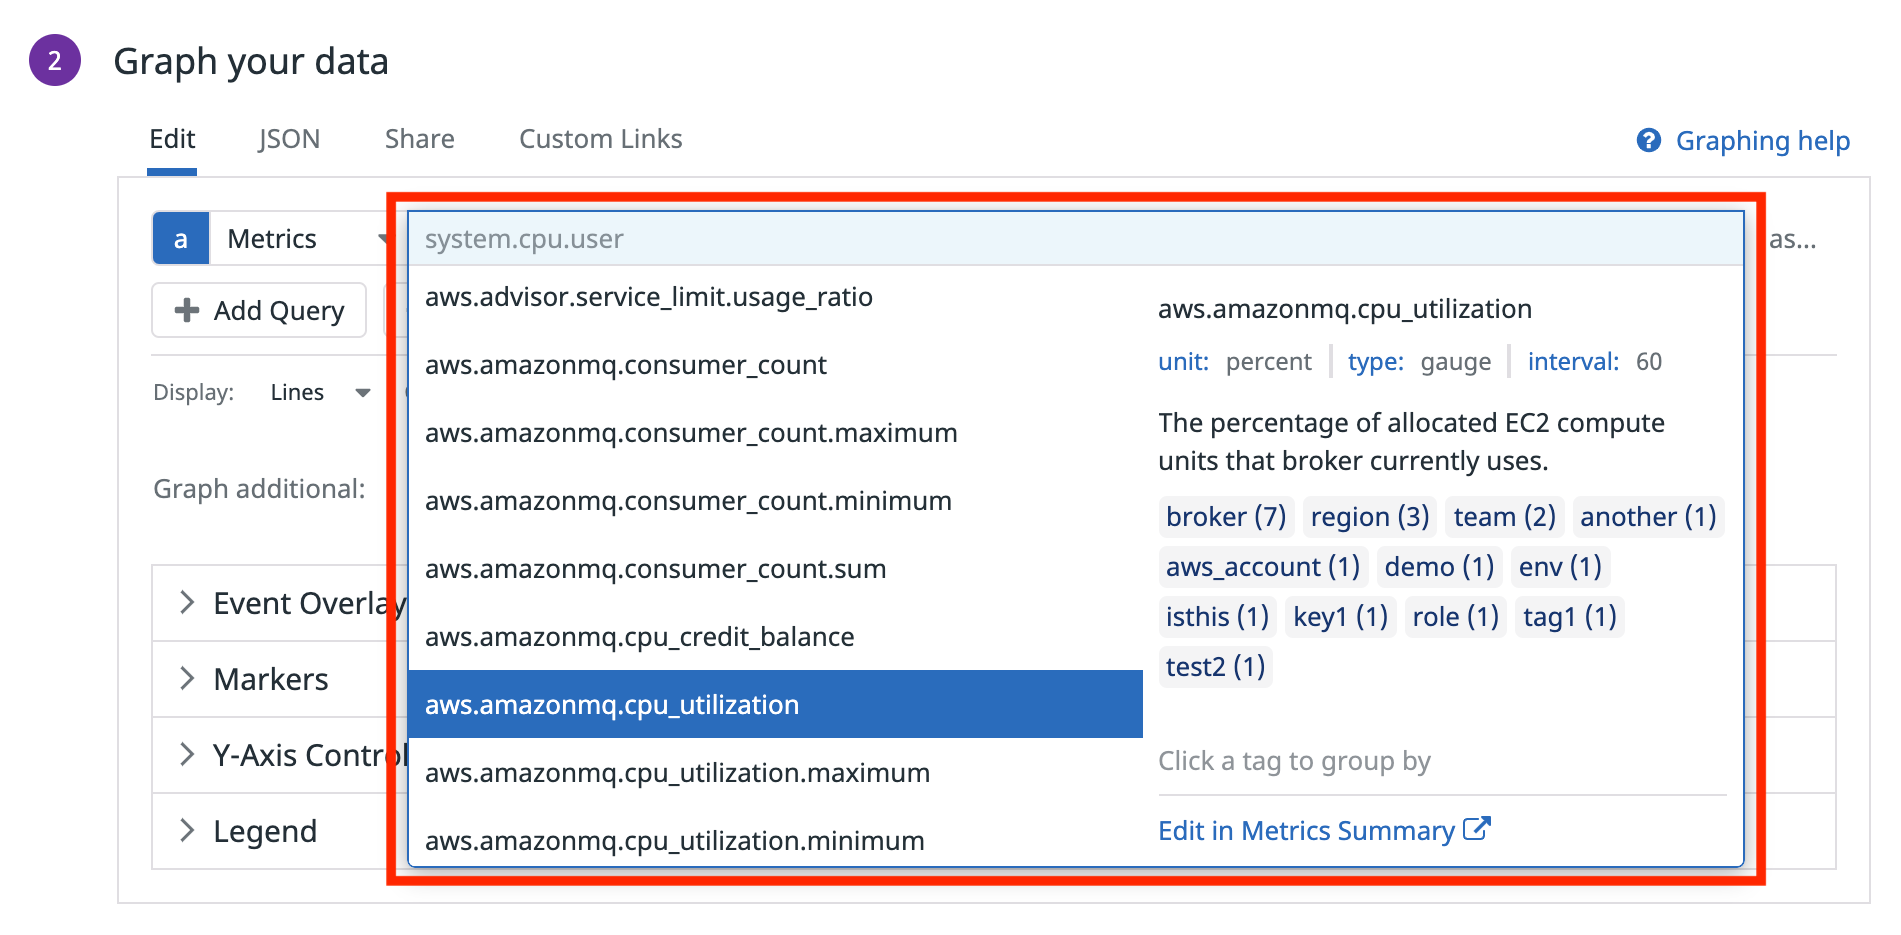 2 Graph your data
Edit JSON Share Custom Links Graphing help
a Metrics system.cpu.user as...
Add Query
Display: Lines
Graph additional:
Event Overlay
Markers
Y-Axis Control
Legend
aws.advisor.service_limit.usage_ratio
aws.amazonmq.consumer_count
aws.amazonmq.consumer_count.maximum
aws.amazonmq.consumer_count.minimum
aws.amazonmq.consumer_count.sum
aws.amazonmq.cpu_credit_balance
aws.amazonmq.cpu_utilization
aws.amazonmq.cpu_utilization.maximum
aws.amazonmq.cpu_utilization.minimum
aws.amazonmq.cpu_utilization
unit: percent type: gauge interval: 60
The percentage of allocated EC2 compute
units that broker currently uses.
broker (7) region (3) team (2) another (1)
aws_account (1) demo (1) env (1)
isthis (1) key1 (1) role (1) tag1 (1)
test2 (1)
Click a tag to group by
Edit in Metrics Summary